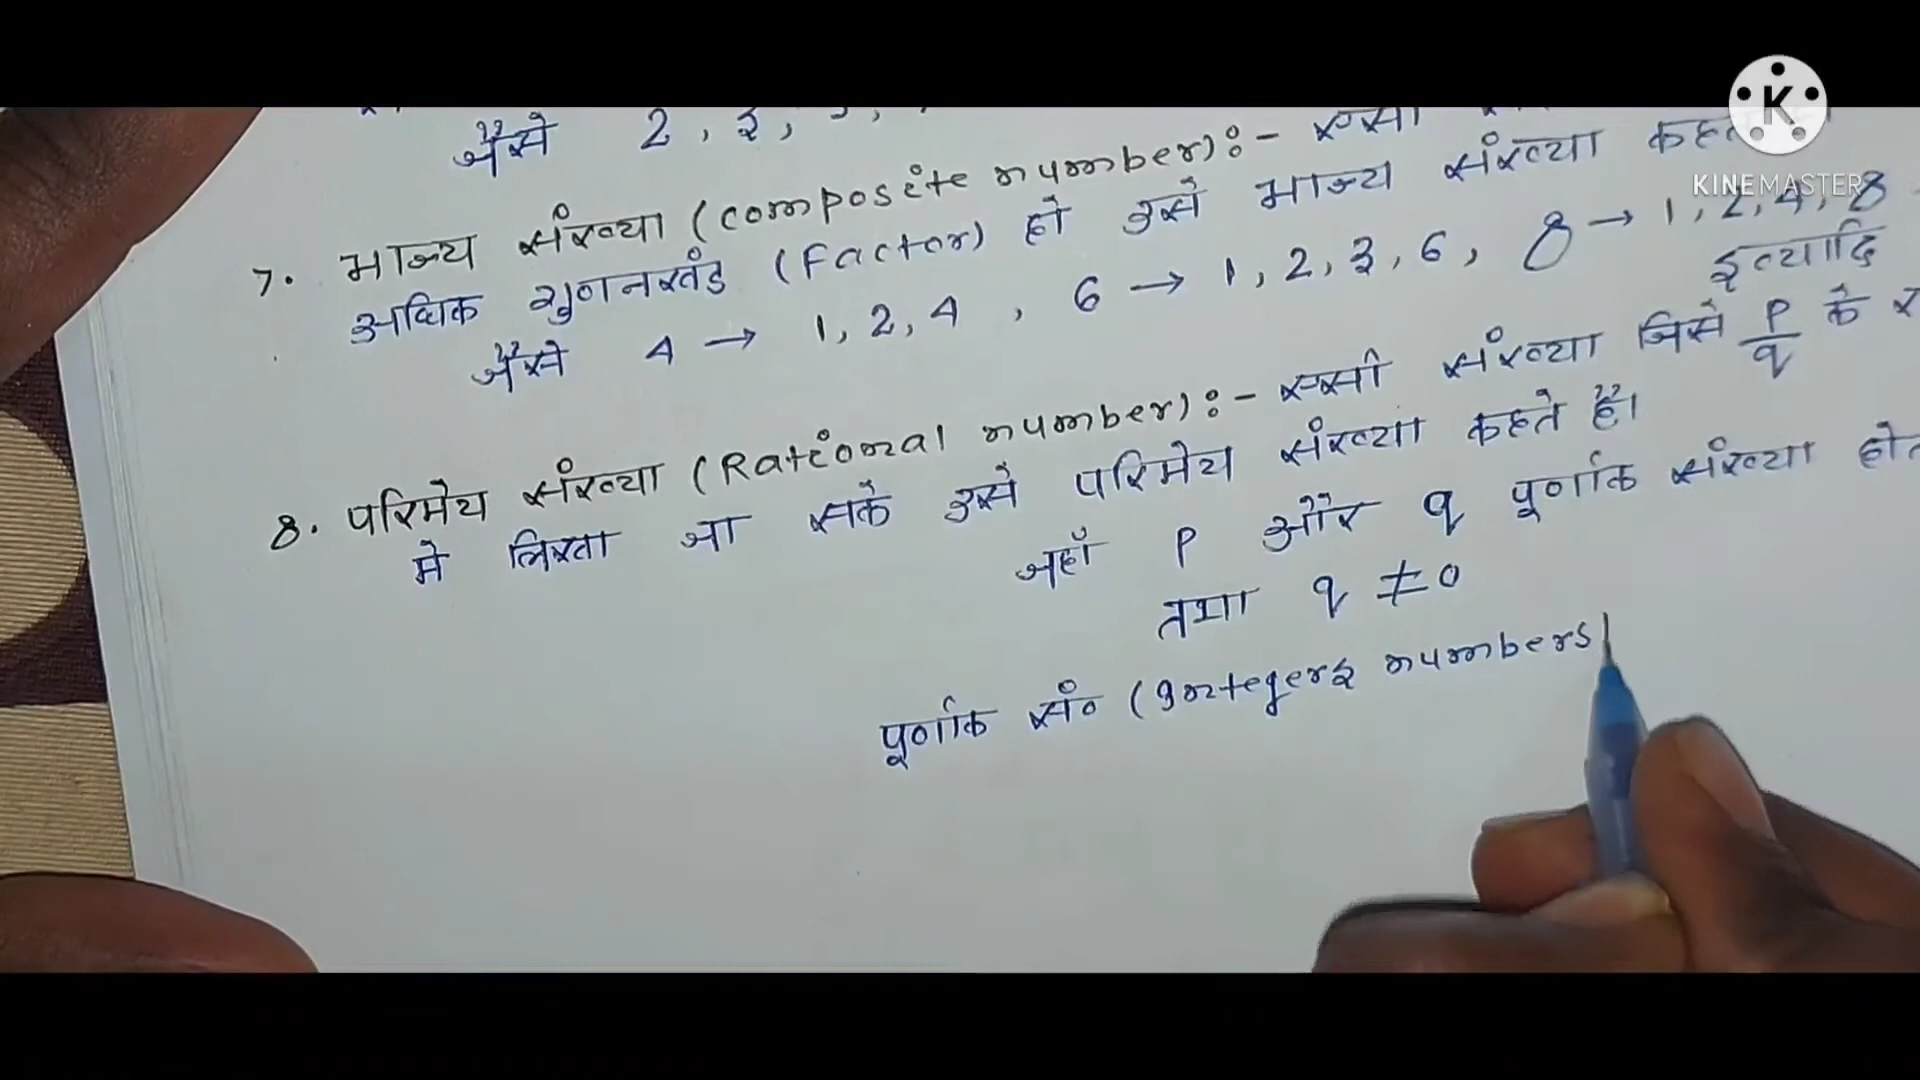 जैसे 2, 3,
7. भाज्य संख्या (composite number):- ऐसी
अधिक गुणनखंड (Factor) हो उसे भाज्य संख्या कहते
जैसे 4 → 1, 2, 4 , 6 → 1, 2, 3, 6, 8 → 1, 2, 4, 8
इत्यादि
8. परिमेय संख्या (Rational number):- ऐसी संख्या जिसे p/q के
मे लिखा जा सके उसे परिमेय संख्या कहते हैं।
जहाँ p और q पूर्णांक संख्या
तथा q ≠ 0
पूर्णांक सं० (Integers numbers)
K
KINEMASTER